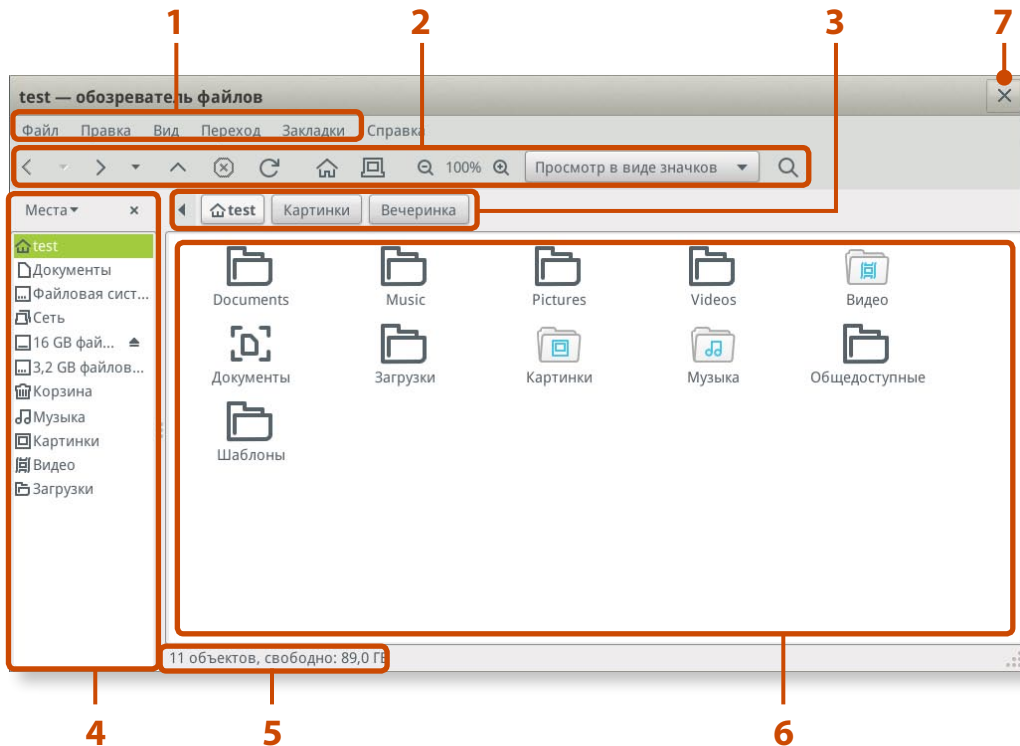 1 2 3 7
test — обозреватель файлов
Файл Правка Вид Переход Закладки Справка
100% Просмотр в виде значков
Места test Картинки Вечеринка
test
Документы
Файловая сист...
Сеть
16 GB фай...
3,2 GB файлов...
Корзина
Музыка
Картинки
Видео
Загрузки
Documents Music Pictures Videos Видео
Документы Загрузки Картинки Музыка Общедоступные
Шаблоны
11 объектов, свободно: 89,0 ГБ
4 5 6